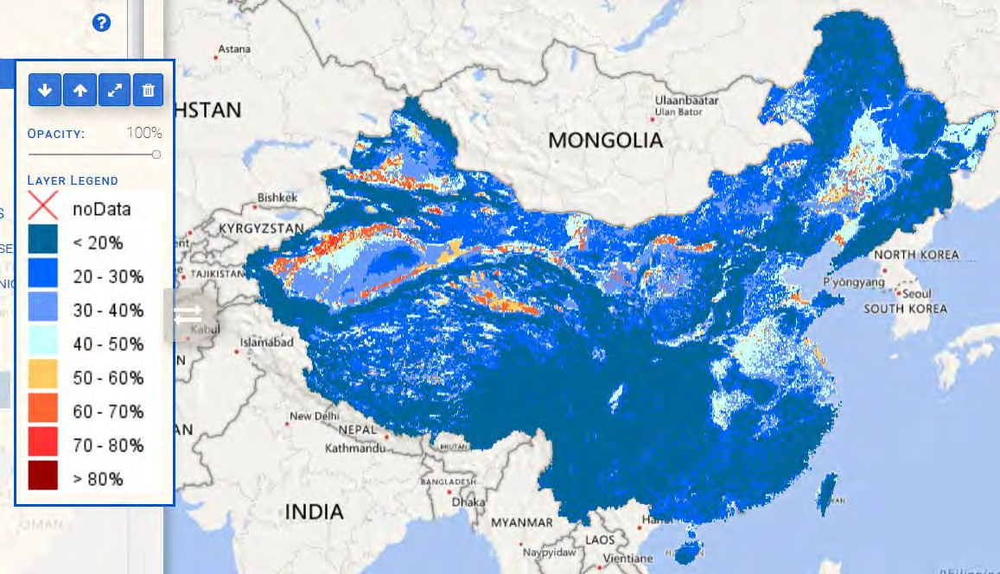 ?
OPACITY: 100%
LAYER LEGEND
noData
< 20%
20 - 30%
30 - 40%
40 - 50%
50 - 60%
60 - 70%
70 - 80%
> 80%
Astana
HSTAN
Ulaanbaatar
Ulan Bator
MONGOLIA
Bishkek
KYRGYZSTAN
TAJIKISTAN
Kabul
Islamabad
New Delhi
NEPAL
Kathmandu
BHUTAN
BANGLADESH
Dhaka
INDIA
MYANMAR
Naypyidaw
LAOS
Vientiane
NORTH KOREA
P'yŏngyang
Seoul
SOUTH KOREA
AN
OMAN